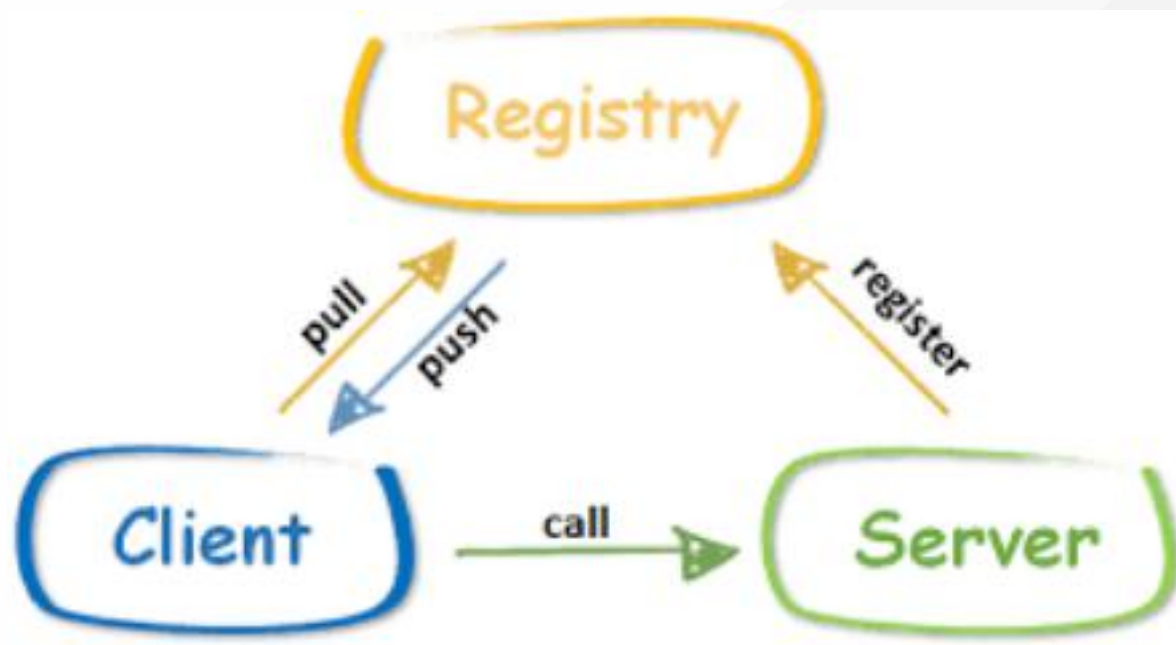 Registry
pull
push
register
Client
call
Server